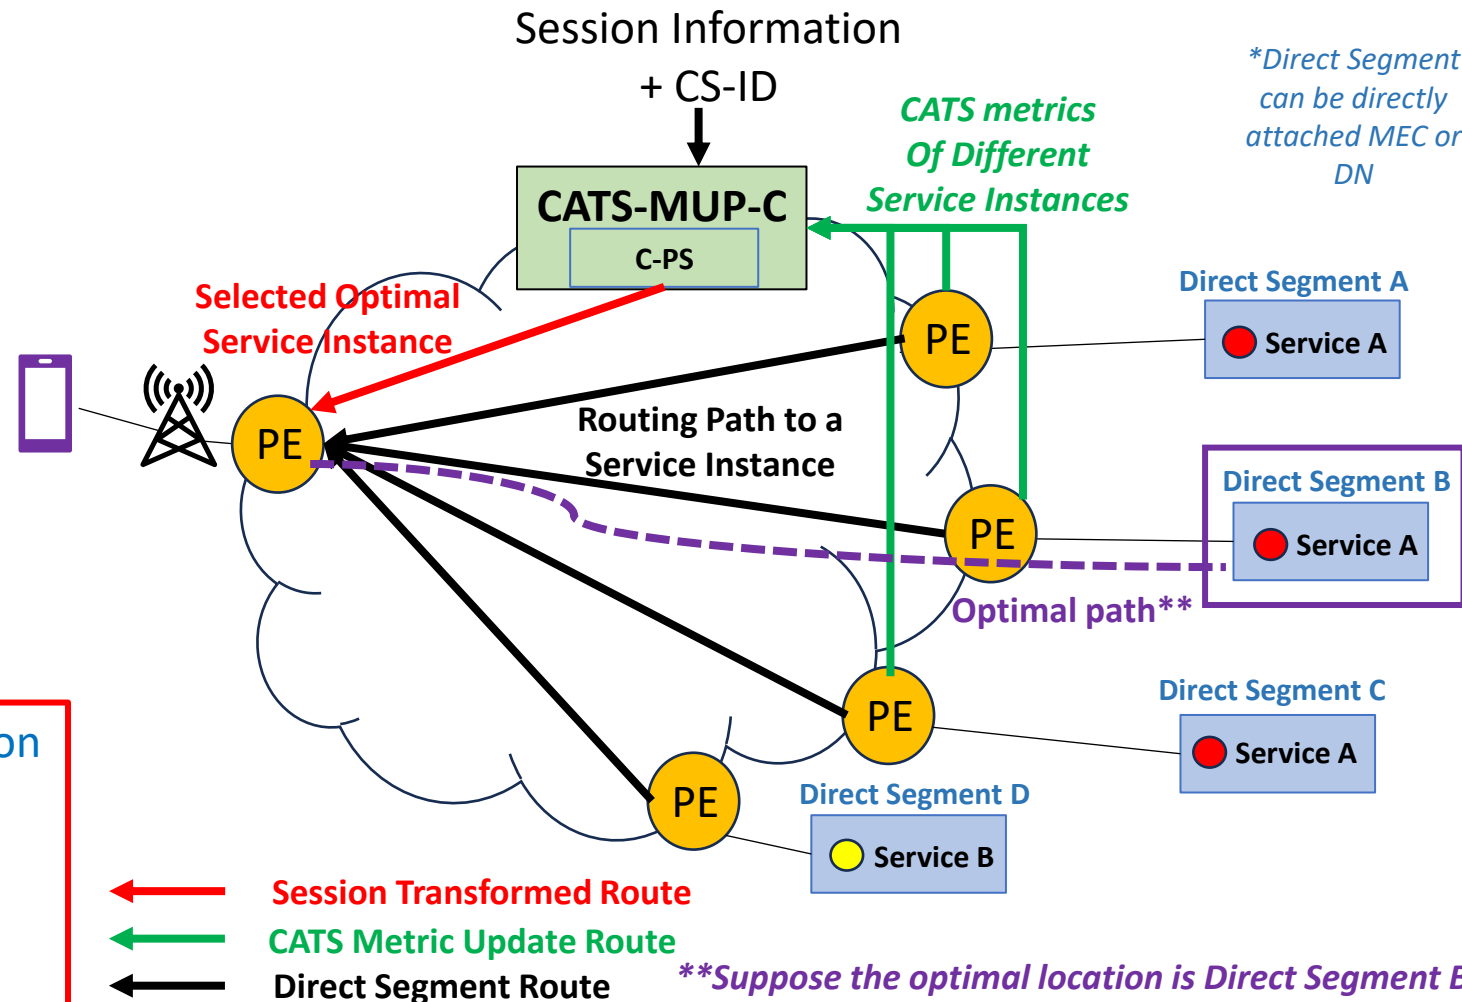 Session Information
+ CS-ID
*Direct Segment
can be directly
attached MEC or
DN
CATS metrics
Of Different
Service Instances
CATS-MUP-C
C-PS
Selected Optimal
Service Instance
Direct Segment A
Service A
PE
PE
Routing Path to a
Service Instance
Direct Segment B
Service A
PE
Optimal path**
Direct Segment C
Service A
PE
PE
Direct Segment D
Service B
on
Session Transformed Route
CATS Metric Update Route
Direct Segment Route
**Suppose the optimal location is Direct Segment B